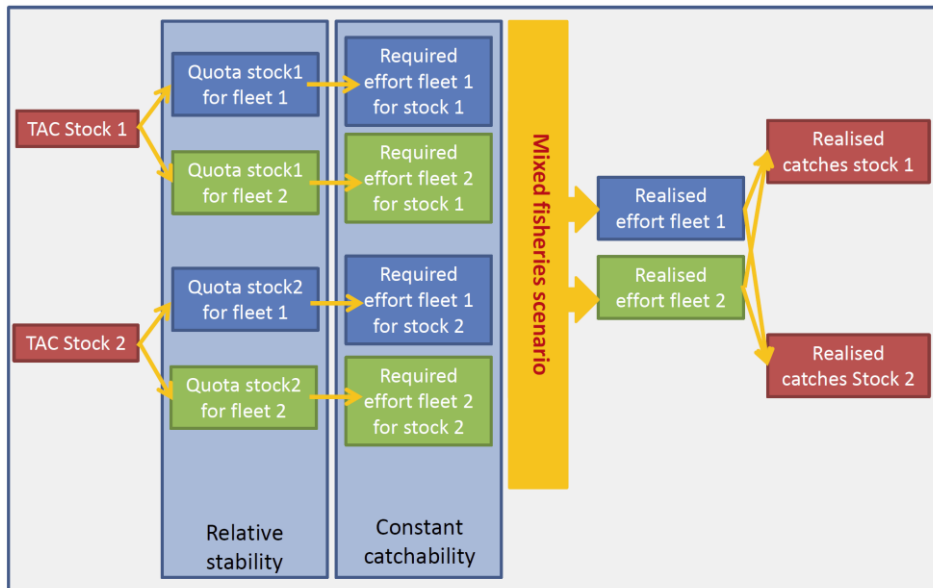 TAC Stock 1
Quota stock1
for fleet 1
Required
effort fleet 1
for stock 1
Quota stock1
for fleet 2
Required
effort fleet 2
for stock 1
TAC Stock 2
Quota stock2
for fleet 1
Required
effort fleet 1
for stock 2
Quota stock2
for fleet 2
Required
effort fleet 2
for stock 2
Relative
stability
Constant
catchability
Mixed fisheries scenario
Realised
effort fleet 1
Realised
effort fleet 2
Realised
catches stock 1
Realised
catches Stock 2